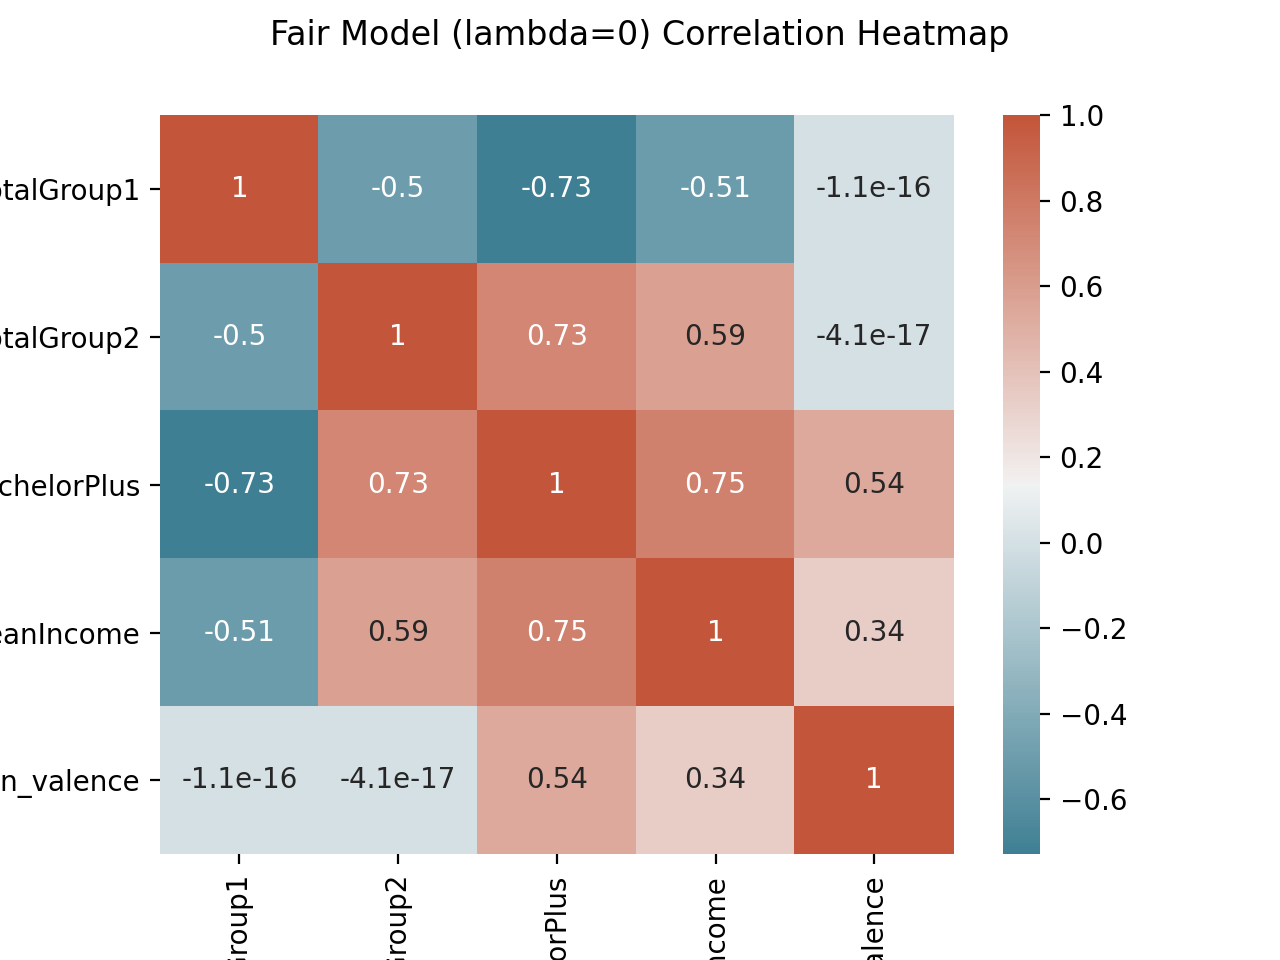 Fair Model (lambda=0) Correlation Heatmap
otalGroup1 1 -0.5 -0.73 -0.51 -1.1e-16
otalGroup2 -0.5 1 0.73 0.59 -4.1e-17
chelorPlus -0.73 0.73 1 0.75 0.54
eanIncome -0.51 0.59 0.75 1 0.34
n_valence -1.1e-16 -4.1e-17 0.54 0.34 1
Group1
Group2
orPlus
ncome
alence
1.0
0.8
0.6
0.4
0.2
0.0
−0.2
−0.4
−0.6